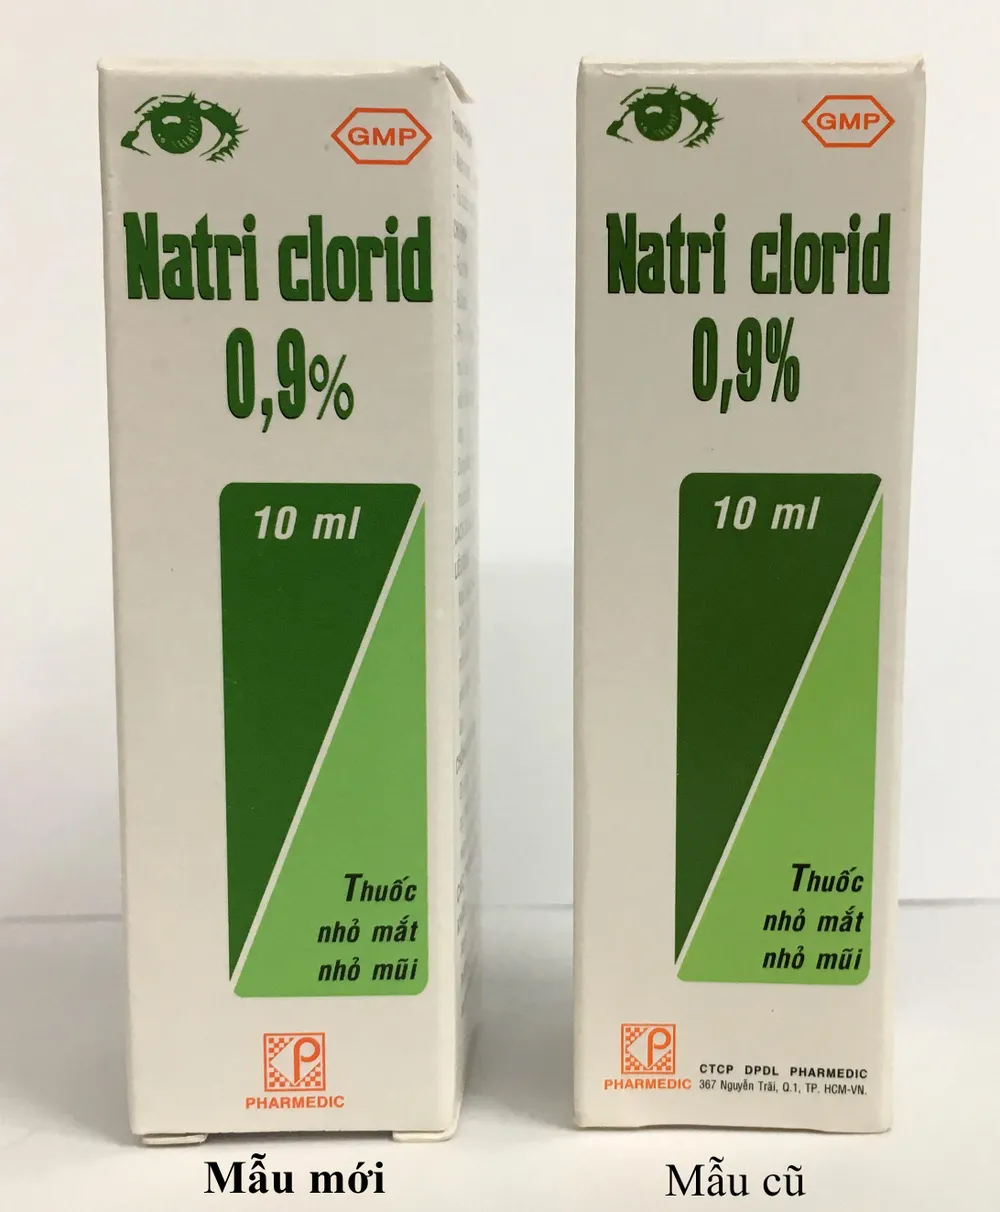 GMP
Natri clorid
0,9%
10 ml
Thuốc
nhỏ mắt
nhỏ mũi
PHARMEDIC
Mẫu mới
GMP
Natri clorid
0,9%
10 ml
Thuốc
nhỏ mắt
nhỏ mũi
PHARMEDIC
CTCP DPDL PHARMEDIC
367 Nguyễn Trãi, Q.1, TP. HCM-VN.
Mẫu cũ